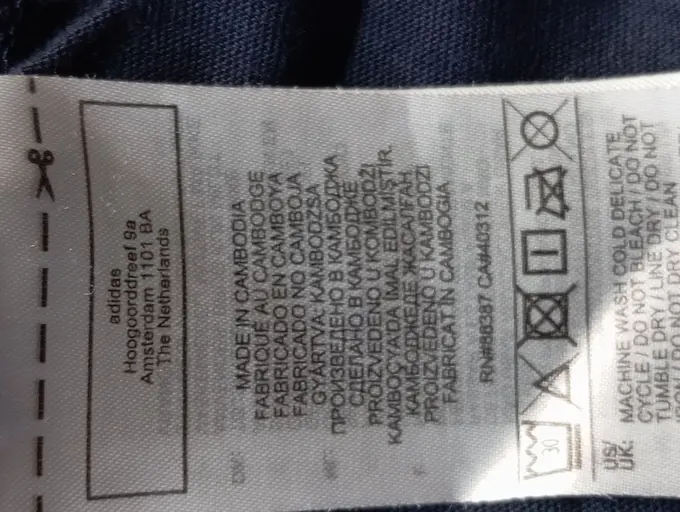 adidas
Hoogoorddreef 9a
Amsterdam 1101 BA
The Netherlands
MADE IN CAMBODIA
FABRIQUÉ AU CAMBODGE
FABRICADO EN CAMBOYA
FABRICADO NO CAMBOJA
GYÁRTVA: KAMBODZSA
ПРОИЗВЕДЕНО В КАМБОДЖА
СДЕЛАНО В КАМБОДЖЕ
PROIZVEDENO U KOMBODŽI
KAMBOÇYA'DA İMAL EDİLMİŞTİR.
КАМБОДЖЕДЕ ЖАСАЛҒАН
PROIZVEDENO U KAMBODZI
FABRICAT IN CAMBOGIA
RN#88387 CA#40312
30
US/
UK:
MACHINE WASH COLD DELICATE
CYCLE / DO NOT BLEACH / DO NOT
TUMBLE DRY / LINE DRY / DO NOT
DO NOT DRY CLEAN